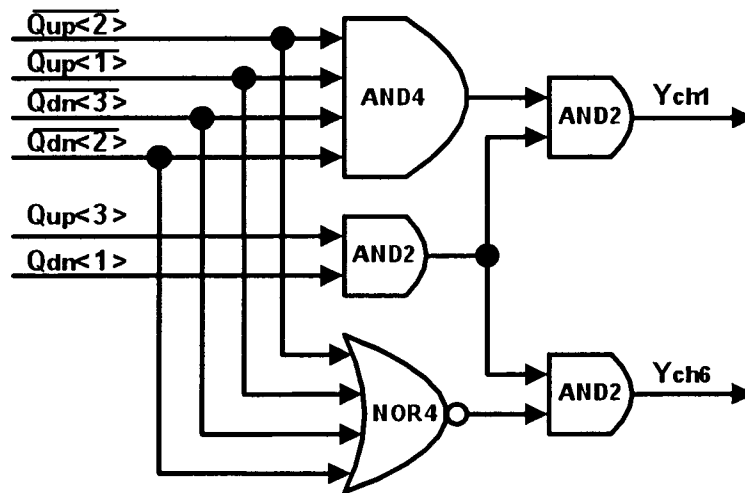 Qup<2>
Qup<1>
Qdn<3>
Qdn<2>
AND4
AND2
Ych1
Qup<3>
Qdn<1>
AND2
NOR4
AND2
Ych6